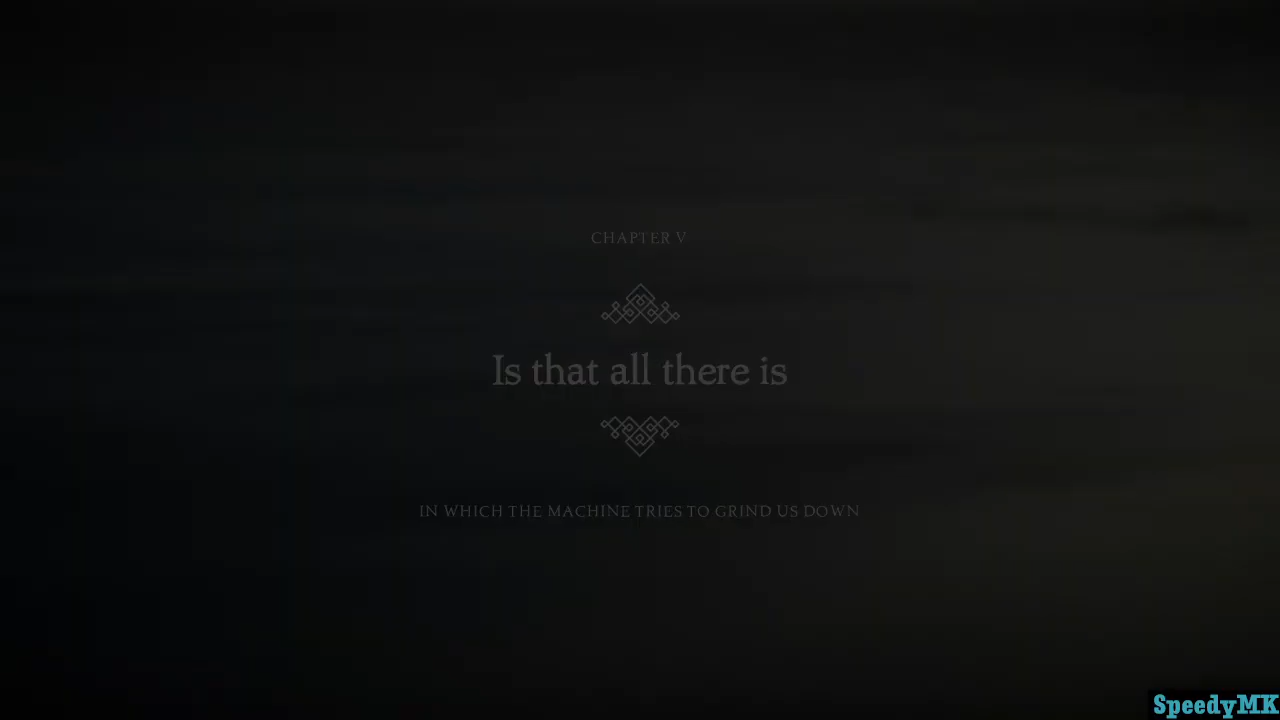 CHAPTER V
Is that all there is
IN WHICH THE MACHINE TRIES TO GRIND US DOWN
SpeedyMK